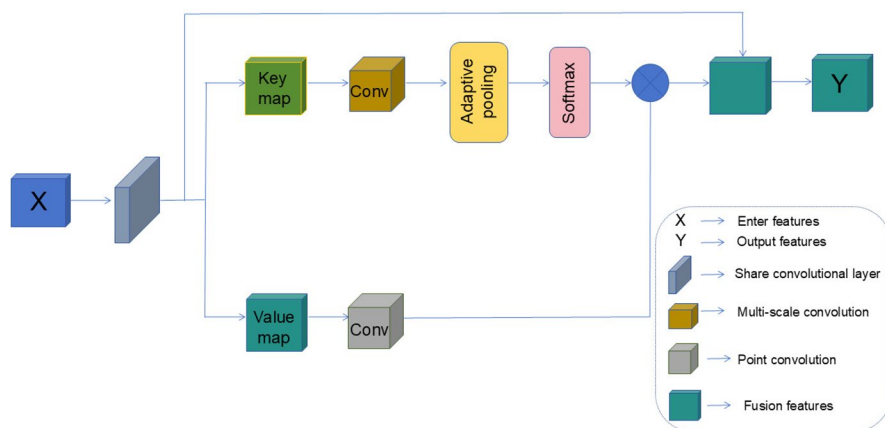 X
Key
map
Conv
Adaptive
pooling
Softmax
Y
Value
map
Conv
X Enter features
Y Output features
Share convolutional layer
Multi-scale convolution
Point convolution
Fusion features